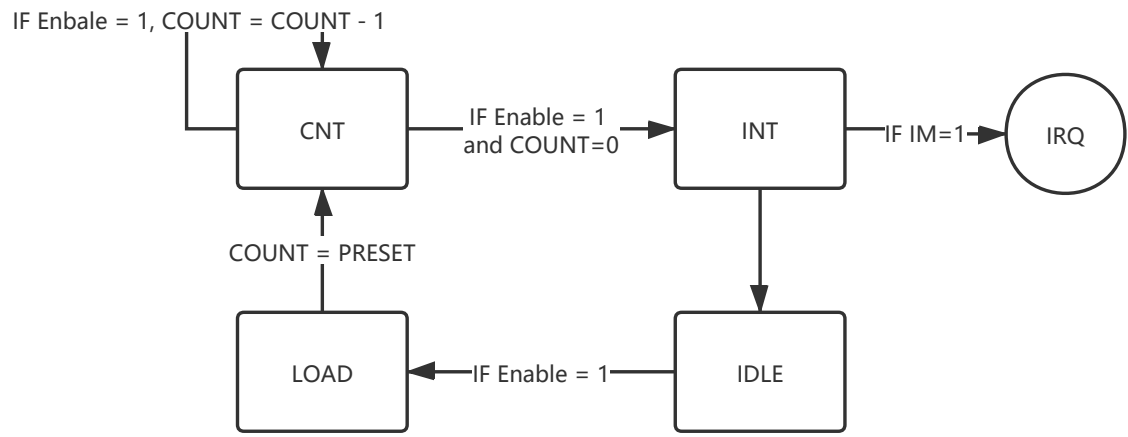 IF Enbale = 1, COUNT = COUNT - 1
CNT
IF Enable = 1
and COUNT=0
INT
IF IM=1
IRQ
COUNT = PRESET
LOAD
IF Enable = 1
IDLE